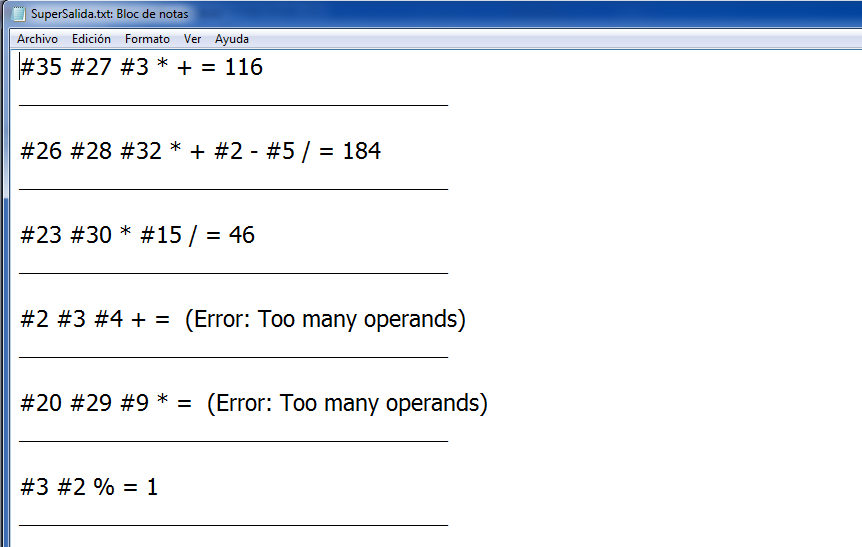 SuperSalida.txt: Bloc de notas
Archivo Edición Formato Ver Ayuda
#35 #27 #3 * + = 116
#26 #28 #32 * + #2 - #5 / = 184
#23 #30 * #15 / = 46
#2 #3 #4 + =  (Error: Too many operands)
#20 #29 #9 * =  (Error: Too many operands)
#3 #2 % = 1